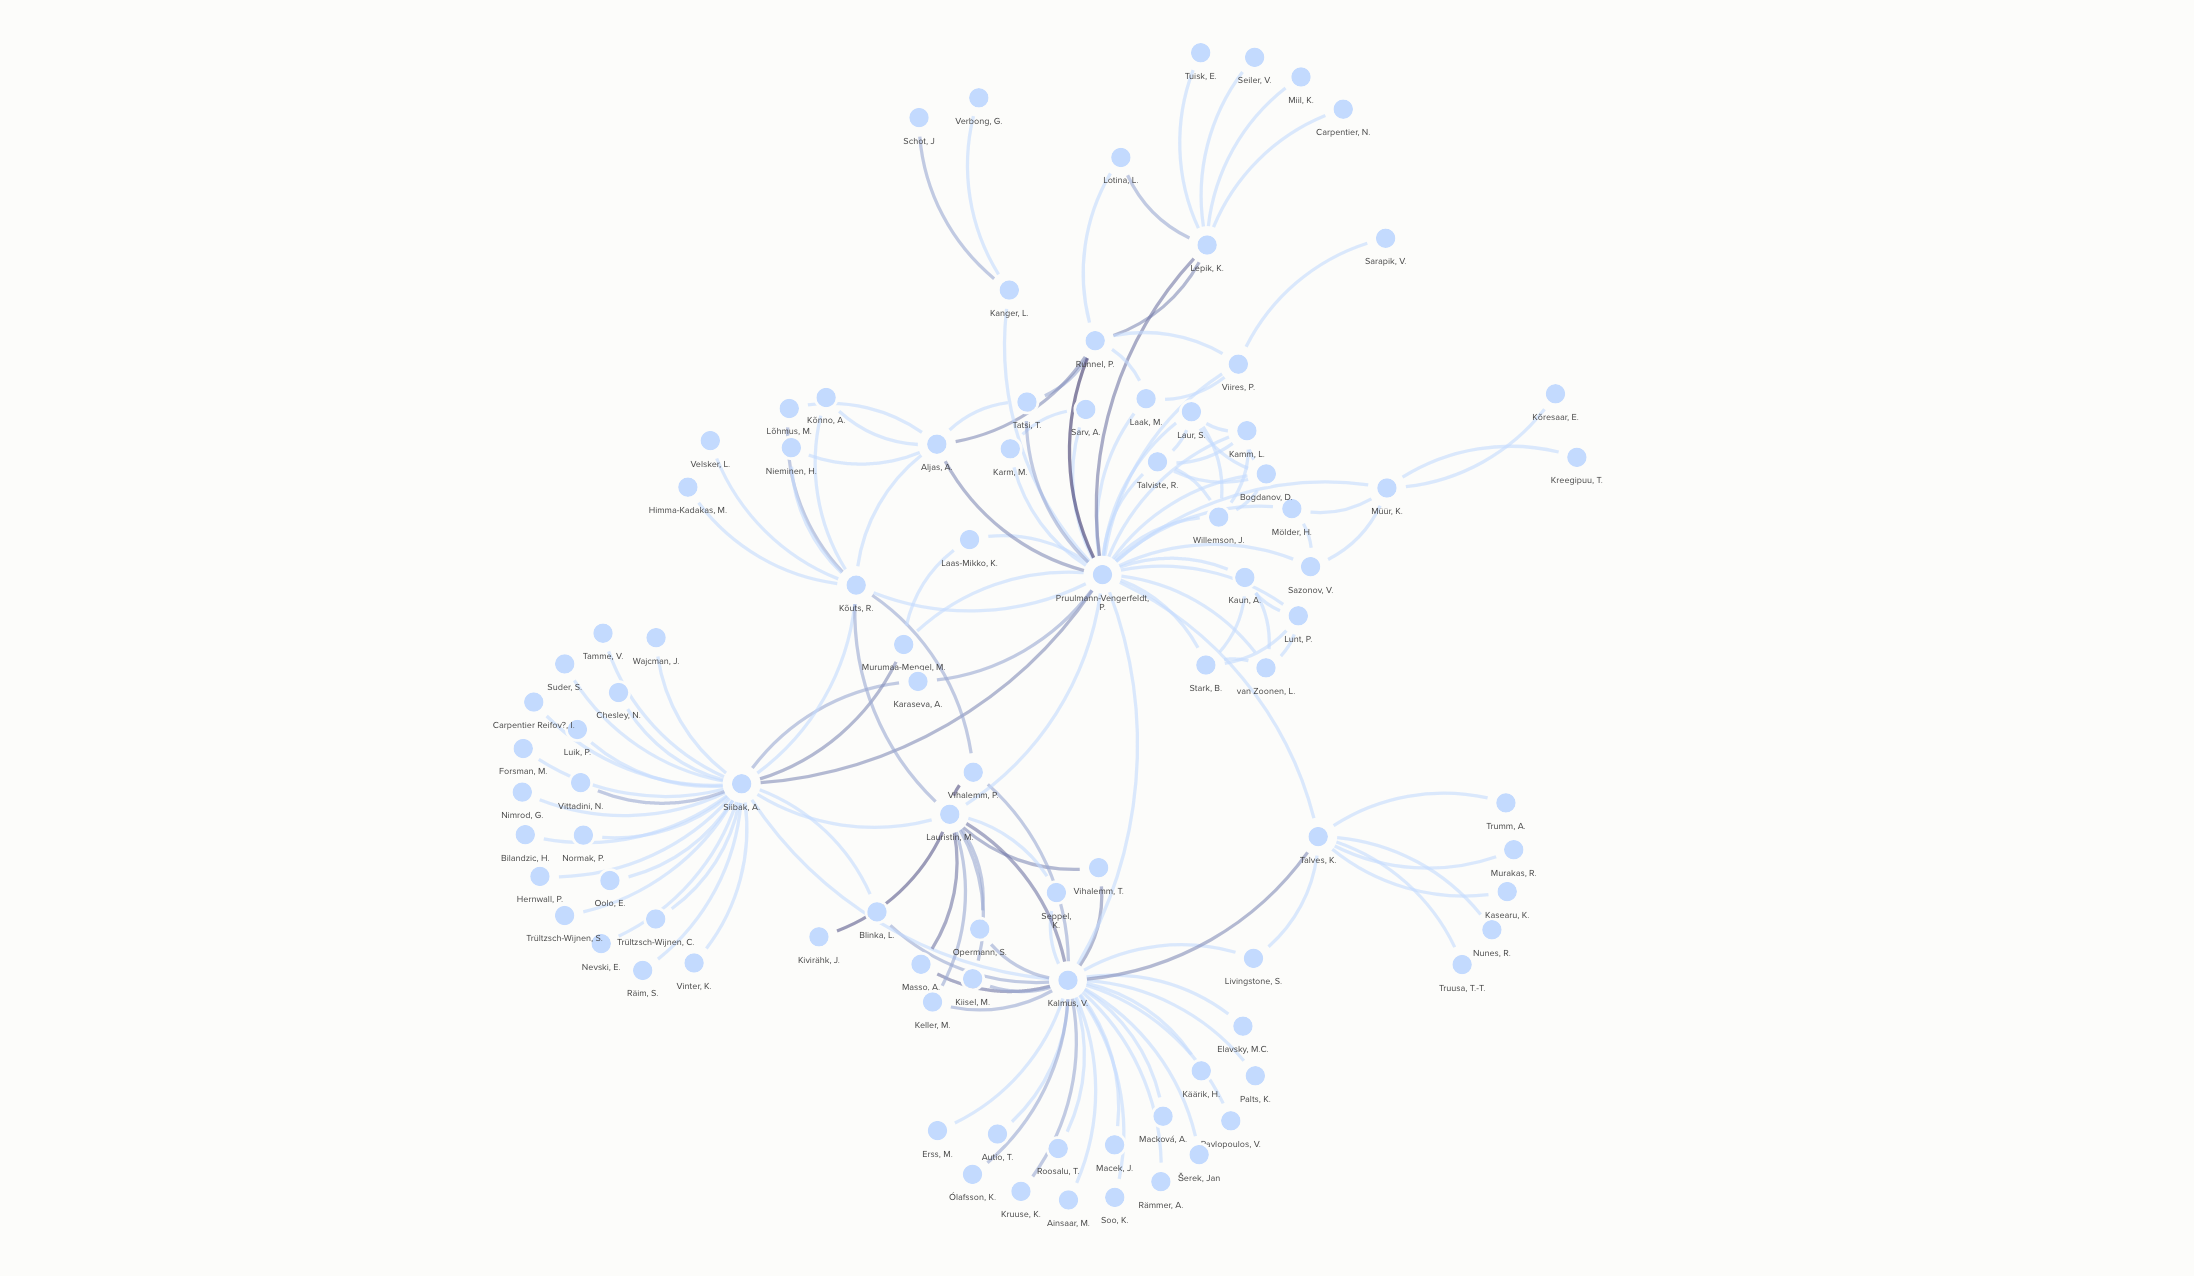 Tuisk, E.
Seiler, V.
Miil, K.
Verbong, G.
Carpentier, N.
Schot, J
Lotina, L.
Sarapik, V.
Lepik, K.
Kanger, L.
Runnel, P.
Viires, P.
Kõnno, A.
Kõresaar, E.
Lõhmus, M.
Tatsi, T.
Sarv, A.
Laak, M.
Laur, S.
Kamm, L.
Velsker, L.
Nieminen, H.
Aljas, A.
Karm, M.
Talviste, R.
Kreegipuu, T.
Bogdanov, D.
Himma-Kadakas, M.
Müür, K.
Willemson, J.
Mölder, H.
Laas-Mikko, K.
Sazonov, V.
Kõuts, R.
Pruulmann-Vengerfeldt,
P.
Kaun, A.
Lunt, P.
Tamme, V.
Wajcman, J.
Murumaa-Mengel, M.
Suder, S.
Stark, B.
van Zoonen, L.
Karaseva, A.
Chesley, N.
Carpentier Reifov?, I.
Luik, P.
Forsman, M.
Vihalemm, P.
Vittadini, N.
Siibak, A.
Nimrod, G.
Trumm, A.
Lauristin, M.
Bilandzic, H.
Normak, P.
Talves, K.
Murakas, R.
Hernwall, P.
Oolo, E.
Vihalemm, T.
Seppel,
K.
Kasearu, K.
Trültzsch-Wijnen, S.
Trültzsch-Wijnen, C.
Blinka, L.
Kivirähk, J.
Opermann, S.
Nunes, R.
Nevski, E.
Räim, S.
Vinter, K.
Masso, A.
Kiisel, M.
Kalmus, V.
Livingstone, S.
Truusa, T.-T.
Keller, M.
Elavsky, M.C.
Käärik, H.
Palts, K.
Macková, A.
Pavlopoulos, V.
Erss, M.
Autio, T.
Roosalu, T.
Macek, J.
Šerek, Jan
Ólafsson, K.
Kruuse, K.
Ainsaar, M.
Soo, K.
Rämmer, A.